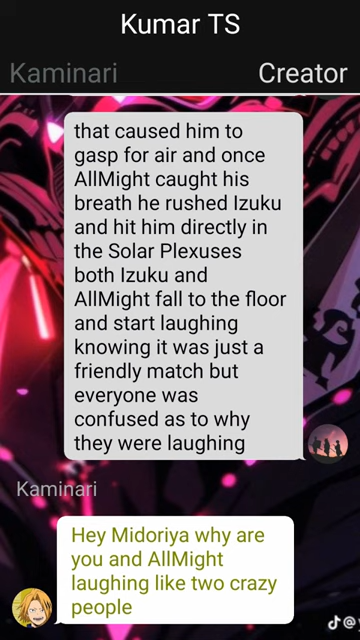 Kumar TS
Kaminari
Creator
that caused him to
gasp for air and once
AllMight caught his
breath he rushed Izuku
and hit him directly in
the Solar Plexuses
both Izuku and
AllMight fall to the floor
and start laughing
knowing it was just a
friendly match but
everyone was
confused as to why
they were laughing
Kaminari
Hey Midoriya why are
you and AllMight
laughing like two crazy
people
@